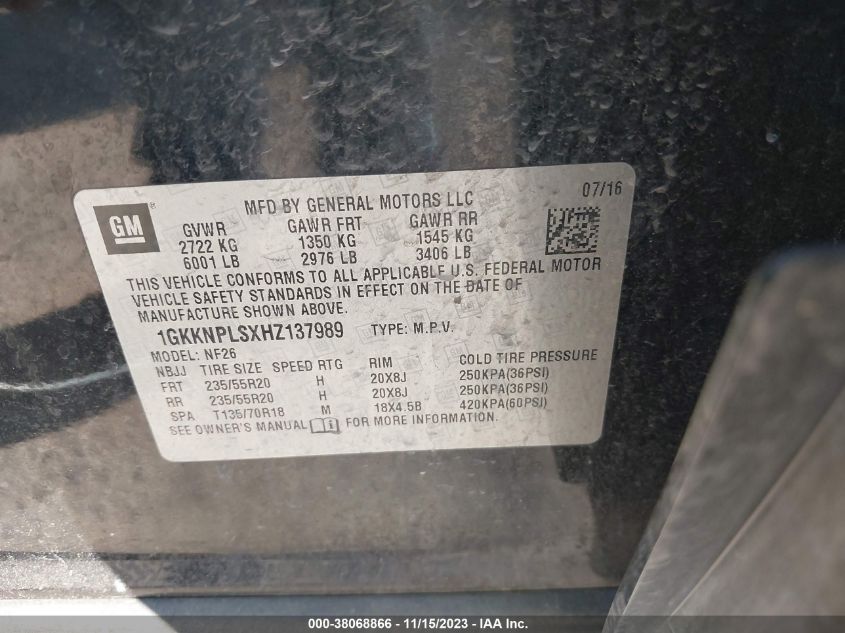 GM
MFD BY GENERAL MOTORS LLC
07/16
GVWR GAWR FRT GAWR RR
2722 KG 1350 KG 1545 KG
6001 LB 2976 LB 3406 LB
THIS VEHICLE CONFORMS TO ALL APPLICABLE U.S. FEDERAL MOTOR
VEHICLE SAFETY STANDARDS IN EFFECT ON THE DATE OF
MANUFACTURE SHOWN ABOVE.
1GKKNPLSXHZ137989 TYPE: M.P.V.
MODEL: NF26
NBJJ TIRE SIZE SPEED RTG RIM COLD TIRE PRESSURE
FRT 235/55R20 H 20X8J 250KPA(36PSI)
RR 235/55R20 H 20X8J 250KPA(36PSI)
SPA T135/70R18 M 18X4.5B 420KPA(60PSI)
SEE OWNER'S MANUAL FOR MORE INFORMATION.
000-38068866 - 11/15/2023 - IAA Inc.